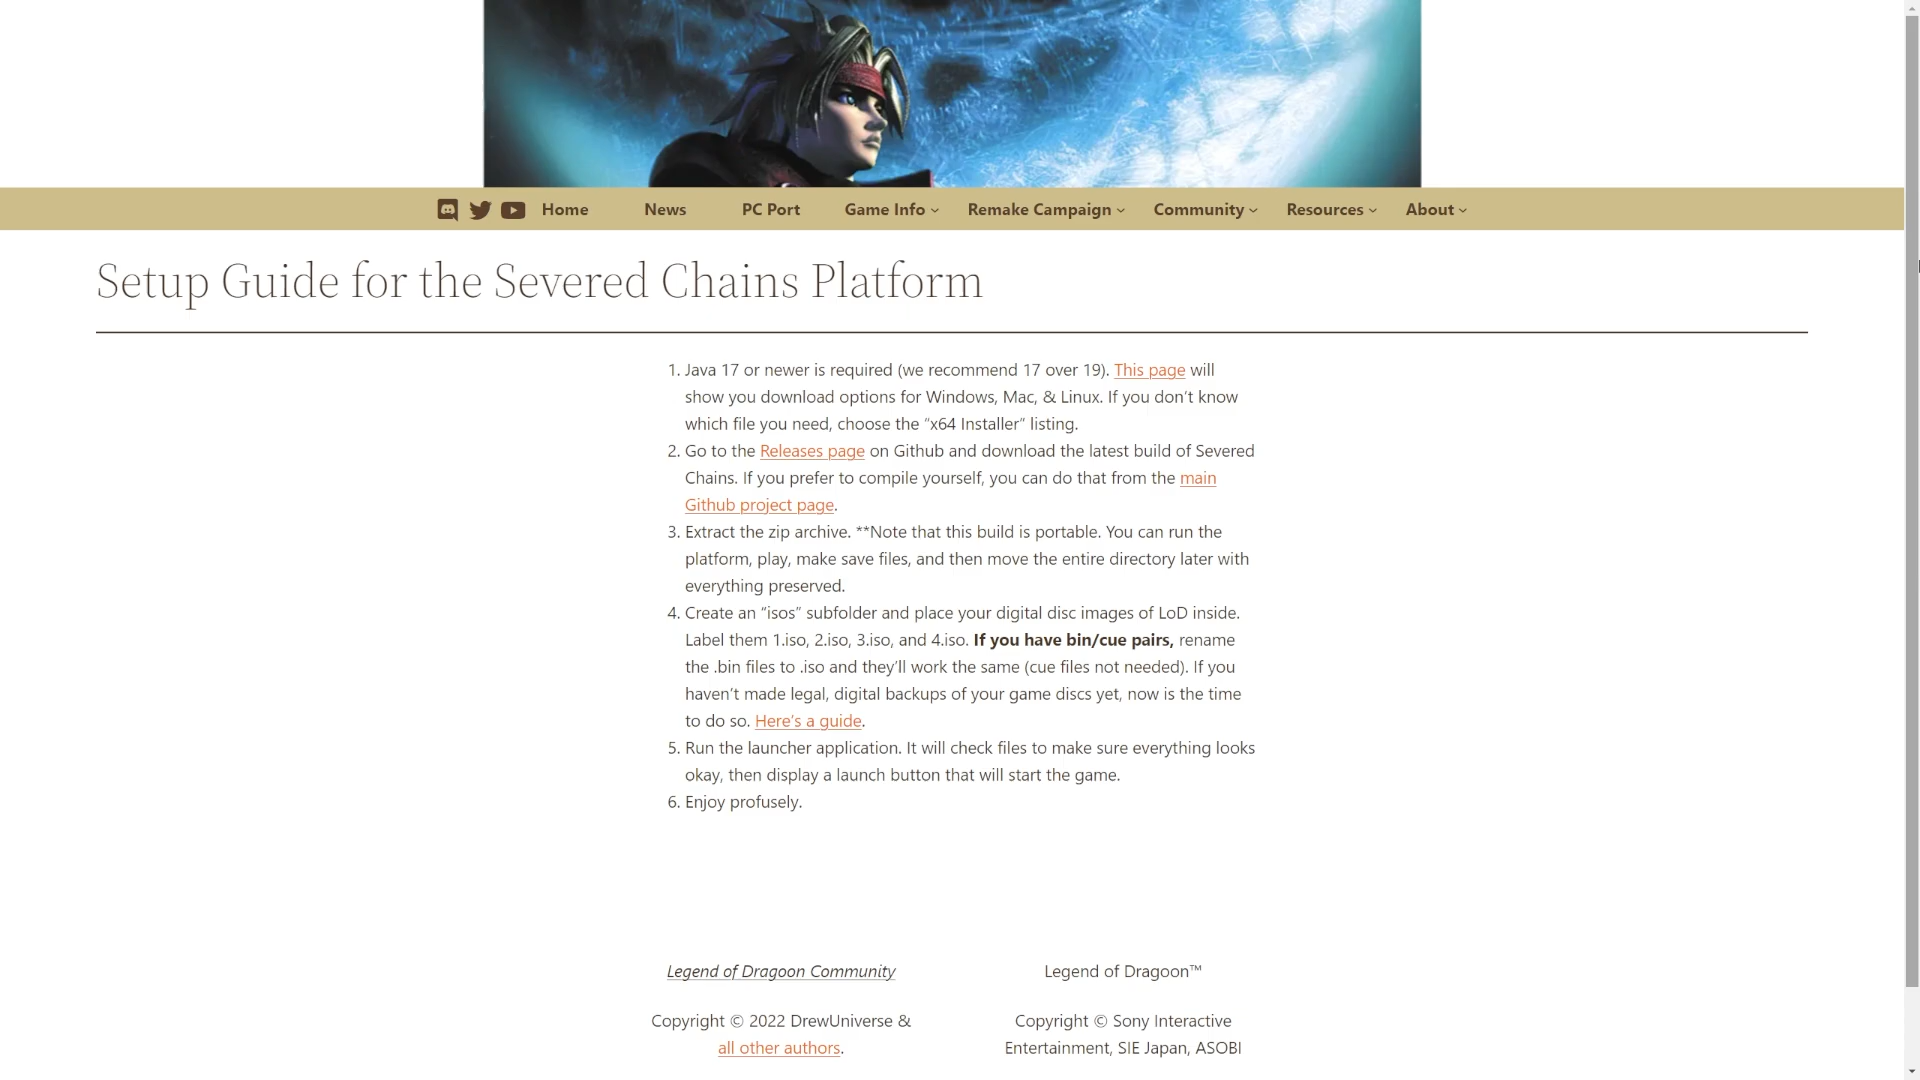 Home News PC Port Game Info Remake Campaign Community Resources About
Setup Guide for the Severed Chains Platform
1. Java 17 or newer is required (we recommend 17 over 19). This page will
show you download options for Windows, Mac, & Linux. If you don’t know
which file you need, choose the “x64 Installer” listing.
2. Go to the Releases page on Github and download the latest build of Severed
Chains. If you prefer to compile yourself, you can do that from the main
Github project page.
3. Extract the zip archive. **Note that this build is portable. You can run the
platform, play, make save files, and then move the entire directory later with
everything preserved.
4. Create an “isos” subfolder and place your digital disc images of LoD inside.
Label them 1.iso, 2.iso, 3.iso, and 4.iso. If you have bin/cue pairs, rename
the .bin files to .iso and they’ll work the same (cue files not needed). If you
haven’t made legal, digital backups of your game discs yet, now is the time
to do so. Here’s a guide.
5. Run the launcher application. It will check files to make sure everything looks
okay, then display a launch button that will start the game.
6. Enjoy profusely.
Legend of Dragoon Community
Copyright © 2022 DrewUniverse &
all other authors.
Legend of Dragoon™
Copyright © Sony Interactive
Entertainment, SIE Japan, ASOBI